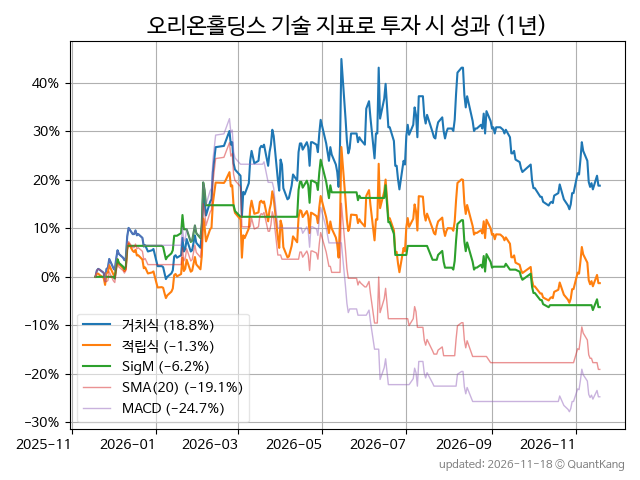 오리온홀딩스 기술 지표로 투자 시 성과 (1년)
40%
30%
20%
10%
0%
−10%
−20%
−30%
거치식 (18.8%)
적립식 (−1.3%)
SigM (−6.2%)
SMA(20) (−19.1%)
MACD (−24.7%)
2025-11 2026-01 2026-03 2026-05 2026-07 2026-09 2026-11
updated: 2026-11-18 © QuantKang